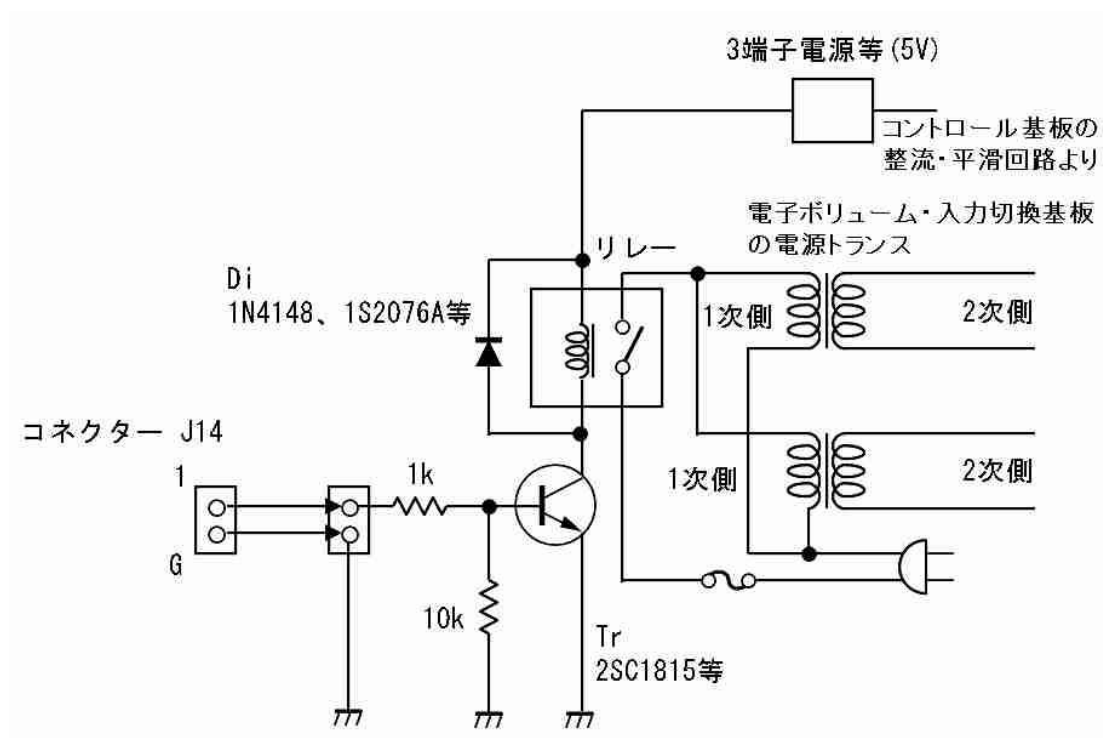 3端子電源等(5V)
コントロール基板の
整流・平滑回路より
電子ボリューム・入力切換基板
の電源トランス
リレー
Di
1N4148、1S2076A等
1次側
2次側
コネクター J14
1
1k
1次側
2次側
G
10k
Tr
2SC1815等